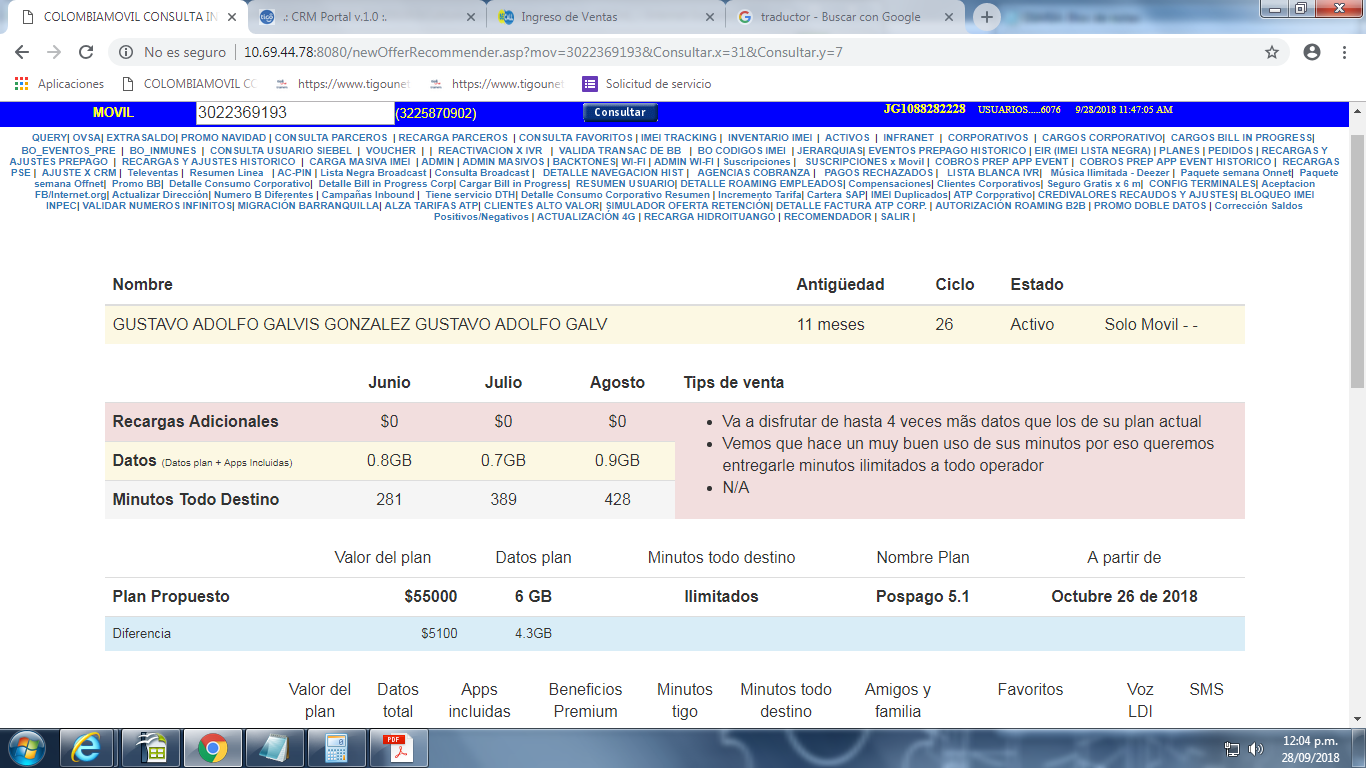 COLOMBIAMOVIL CONSULTA IN
.: CRM Portal v.1.0 :.
Ingreso de Ventas
traductor - Buscar con Google
No es seguro | 10.69.44.78:8080/newOfferRecommender.asp?mov=3022369193&Consultar.x=31&Consultar.y=7
Aplicaciones COLOMBIAMOVIL CO https://www.tigounet https://www.tigounet Solicitud de servicio
MOVIL 3022369193 (3225870902) Consultar JG1088282228 USUARIOS.....6076 9/28/2018 11:47:05 AM
QUERY| OVSA| EXTRASALDO| PROMO NAVIDAD | CONSULTA PARCEROS | RECARGA PARCEROS | CONSULTA FAVORITOS | IMEI TRACKING | INVENTARIO IMEI | ACTIVOS | INFRANET | CORPORATIVOS | CARGOS CORPORATIVO| CARGOS BILL IN PROGRESS|
BO_EVENTOS_PRE | BO_INMUNES | CONSULTA USUARIO SIEBEL | VOUCHER | | REACTIVACION X IVR | VALIDA TRANSAC DE BB | BO CODIGOS IMEI | JERARQUIAS| EVENTOS PREPAGO HISTORICO | EIR (IMEI LISTA NEGRA) | PLANES | PEDIDOS | RECARGAS Y
AJUSTES PREPAGO | RECARGAS Y AJUSTES HISTORICO | CARGA MASIVA IMEI | ADMIN | ADMIN MASIVOS | BACKTONES| WI-FI | ADMIN WI-FI | Suscripciones | SUSCRIPCIONES x Movil | COBROS PREP APP EVENT | COBROS PREP APP EVENT HISTORICO | RECARGAS
PSE | AJUSTE X CRM | Televentas | Resumen Linea | AC-PIN | Lista Negra Broadcast | Consulta Broadcast | DETALLE NAVEGACION HIST | AGENCIAS COBRANZA | PAGOS RECHAZADOS | LISTA BLANCA IVR| Música Ilimitada - Deezer | Paquete semana Onnet| Paquete
semana Offnet| Promo BB| Detalle Consumo Corporativo| Detalle Bill in Progress Corp| Cargar Bill in Progress| RESUMEN USUARIO| DETALLE ROAMING EMPLEADOS| Compensaciones| Clientes Corporativos| Seguro Gratis x 6 m| CONFIG TERMINALES| Aceptacion
FB/Internet.org| Actualizar Dirección| Numero B Diferentes | Campañas Inbound | Tiene servicio DTH| Detalle Consumo Corporativo Resumen | Incremento Tarifa| Cartera SAP| IMEI Duplicados| ATP Corporativo| CREDIVALORES RECAUDOS Y AJUSTES| BLOQUEO IMEI
INPEC| VALIDAR NUMEROS INFINITOS| MIGRACIÓN BARRANQUILLA| ALZA TARIFAS ATP| CLIENTES ALTO VALOR| SIMULADOR OFERTA RETENCIÓN| DETALLE FACTURA ATP CORP. | AUTORIZACIÓN ROAMING B2B | PROMO DOBLE DATOS | Corrección Saldos
Positivos/Negativos | ACTUALIZACIÓN 4G | RECARGA HIDROITUANGO | RECOMENDADOR | SALIR |
Nombre Antigüedad Ciclo Estado
GUSTAVO ADOLFO GALVIS GONZALEZ GUSTAVO ADOLFO GALV 11 meses 26 Activo Solo Movil - -
Junio Julio Agosto Tips de venta
Recargas Adicionales $0 $0 $0
Datos (Datos plan + Apps Incluidas) 0.8GB 0.7GB 0.9GB
Minutos Todo Destino 281 389 428
• Va a disfrutar de hasta 4 veces mãs datos que los de su plan actual
• Vemos que hace un muy buen uso de sus minutos por eso queremos
entregarle minutos ilimitados a todo operador
• N/A
Valor del plan Datos plan Minutos todo destino Nombre Plan A partir de
Plan Propuesto $55000 6 GB Ilimitados Pospago 5.1 Octubre 26 de 2018
Diferencia $5100 4.3GB
Valor del Datos Apps Beneficios Minutos Minutos todo Amigos y Favoritos Voz SMS
plan total incluidas Premium tigo destino familia LDI
12:04 p.m.
28/09/2018